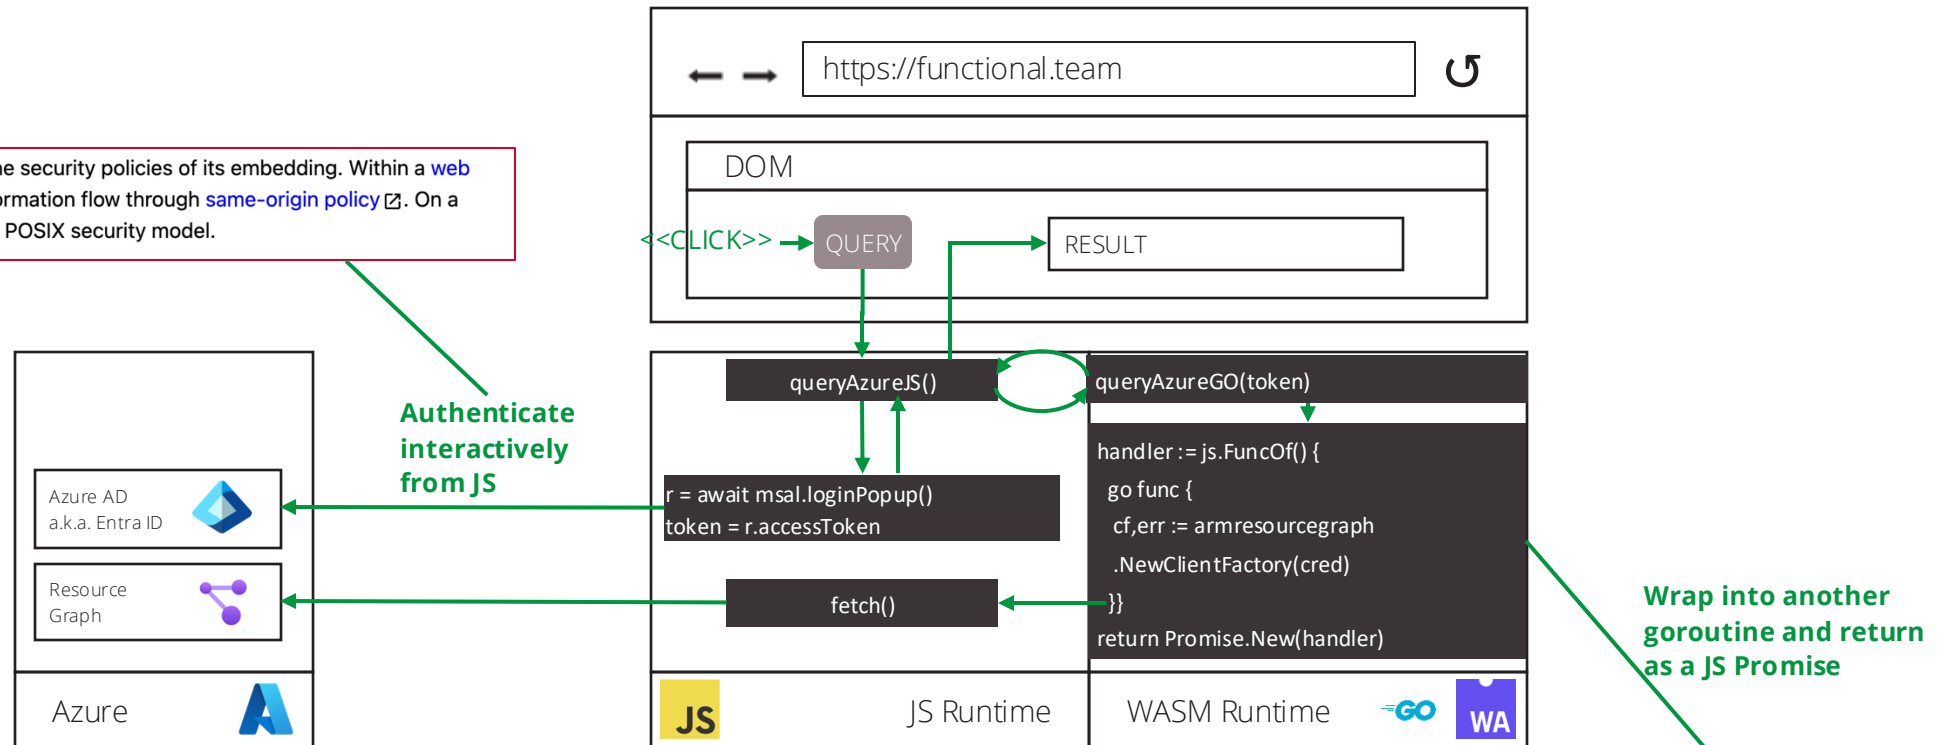 https://functional.team
ne security policies of its embedding. Within a web
ormation flow through same-origin policy. On a
POSIX security model.
DOM
<<CLICK>>
QUERY
RESULT
queryAzureJS()
queryAzureGO(token)
Authenticate
interactively
from JS
handler := js.FuncOf() {
go func {
cf,err := armresourcegraph
.NewClientFactory(cred)
}}
return Promise.New(handler)
Azure AD
a.k.a. Entra ID
r = await msal.loginPopup()
token = r.accessToken
Resource
Graph
fetch()
Wrap into another
goroutine and return
as a JS Promise
Azure
JS
JS Runtime
WASM Runtime
GO
WA